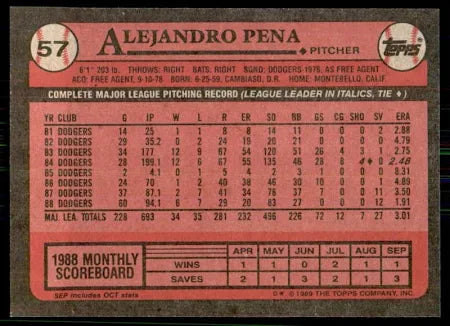 57
ALEJANDRO PENA
PITCHER
Topps
6'1" 203 lb. THROWS: RIGHT BATS: RIGHT SGND: DODGERS-1978, AS FREE AGENT
ACQ: FREE AGENT, 9-10-78 BORN: 6-25-59, CAMBIASO, D.R. HOME: MONTEBELLO, CALIF.
COMPLETE MAJOR LEAGUE PITCHING RECORD (LEAGUE LEADER IN ITALICS, TIE ♦)
YR CLUB G IP W L R ER SO BB GS CG SHO SV ERA
81 DODGERS 14 25 1 1 8 8 14 11 0 0 0 2 2.88
82 DODGERS 29 35.2 0 2 24 19 20 21 0 0 0 0 4.79
83 DODGERS 34 177 12 9 67 54 120 51 26 4 3 1 2.75
84 DODGERS 28 199.1 12 6 67 55 135 46 28 8 4♦ 0 2.48
85 DODGERS 2 4.1 0 1 5 4 2 3 1 0 0 0 8.31
86 DODGERS 24 70 1 2 40 38 46 30 10 0 0 1 4.89
87 DODGERS 37 87.1 2 7 41 34 76 37 7 0 0 11 3.50
88 DODGERS 60 94.1 6 7 29 20 83 27 0 0 0 12 1.91
MAJ. LEA. TOTALS 228 693 34 35 281 232 496 226 72 12 7 27 3.01
1988 MONTHLY SCOREBOARD
APR MAY JUN JUL AUG SEP
WINS 1 1 0 2 1 1
SAVES 2 1 3 2 1 3
SEP includes OCT stats
© 1989 THE TOPPS COMPANY, INC.